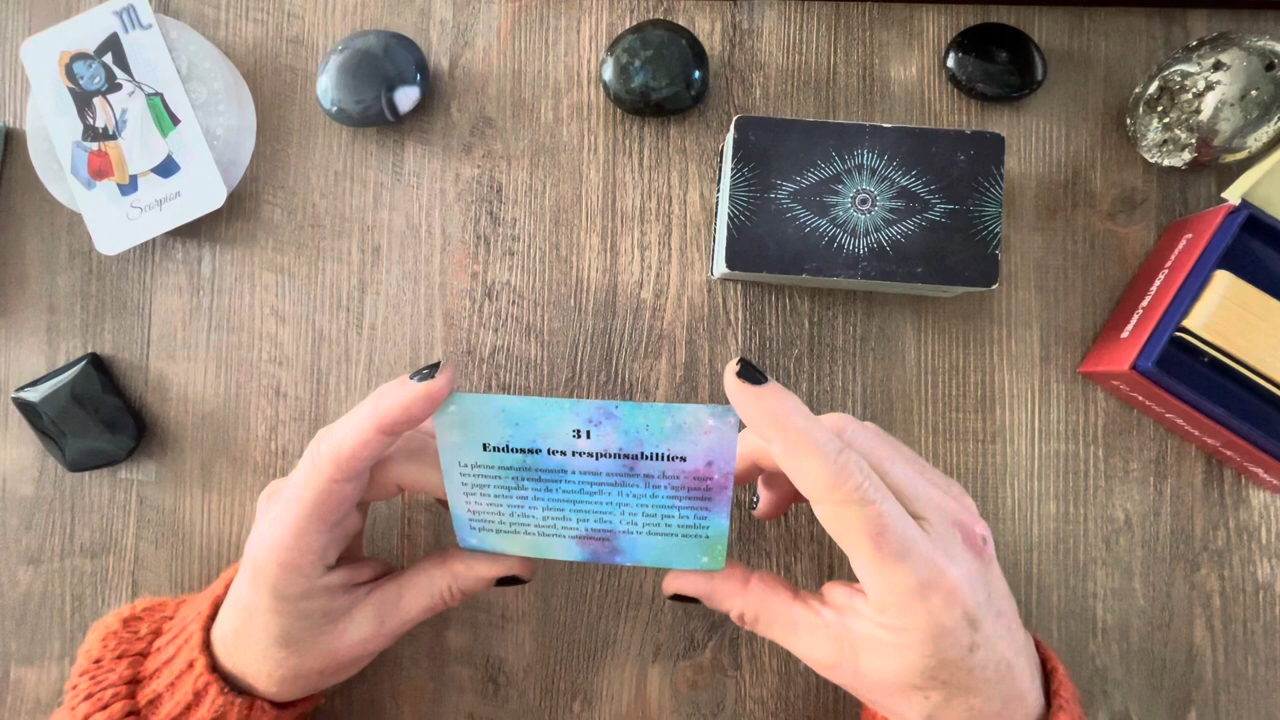 ♏
Scorpion
Editions CONTRE-DIRES
31
Endosse tes responsabilités
La pleine maturité consiste à savoir assumer tes choix – voire
tes erreurs – et à endosser tes responsabilités. Il ne s'agit pas de
te juger coupable ou de t'autoflageller. Il s'agit de comprendre
que tes actes ont des conséquences et que, ces conséquences,
si tu veux vivre en pleine conscience, il ne faut pas les fuir.
Apprends d'elles, grandis par elles. Cela peut te sembler
austère de prime abord, mais, à terme, cela te donnera accès à
la plus grande des libertés intérieures.